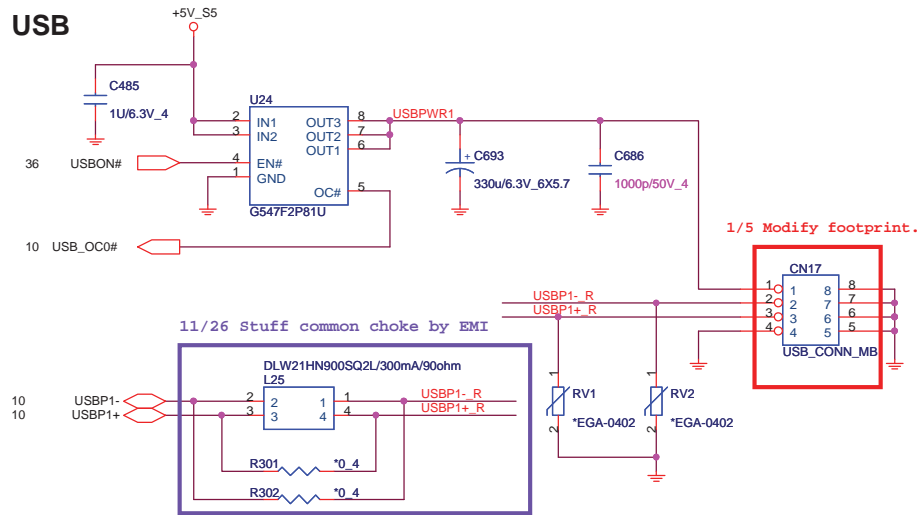 USB
+5V_S5
C485
1U/6.3V_4
U24
2 IN1 OUT3 8 USBPWR1
3 IN2 OUT2 7
OUT1 6
36 USBON# 4 EN#
1 GND
OC# 5
G547F2P81U
+ C693
330u/6.3V_6X5.7
C686
1000p/50V_4
10 USB_OC0#
1/5 Modify footprint.
CN17
1 1 8 8
2 2 7 7
3 3 6 6
4 4 5 5
USB_CONN_MB
USBP1-_R
USBP1+_R
11/26 Stuff common choke by EMI
DLW21HN900SQ2L/300mA/90ohm
L25
10 USBP1- 2 2 1 1 USBP1-_R
10 USBP1+ 3 3 4 4 USBP1+_R
R301 *0_4
R302 *0_4
1 RV1 2
*EGA-0402
1 RV2 2
*EGA-0402